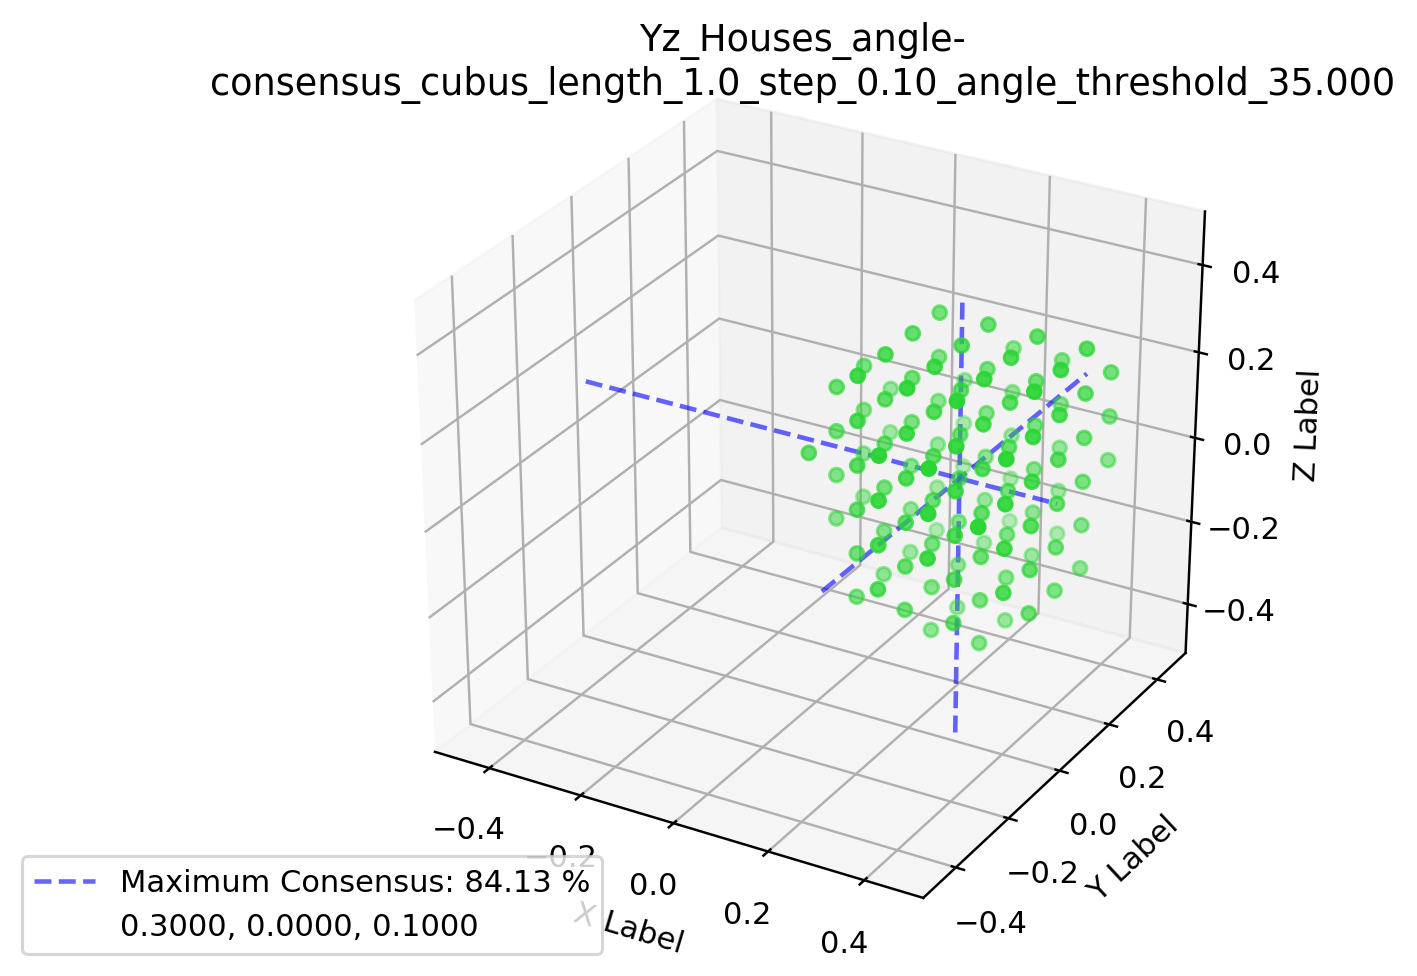 Yz_Houses_angle-
consensus_cubus_length_1.0_step_0.10_angle_threshold_35.000
0.4
0.2
0.0
−0.2
−0.4
Z Label
0.4
0.2
0.0
−0.2
−0.4
Y Label
−0.4
−0.2
0.0
0.2
0.4
X Label
Maximum Consensus: 84.13 %
0.3000, 0.0000, 0.1000